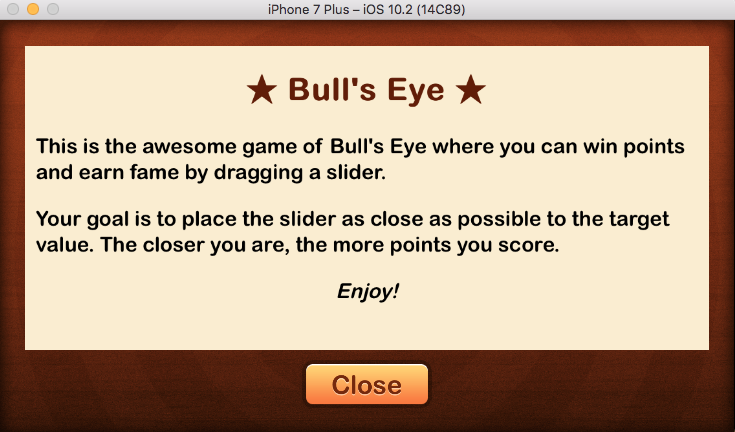 iPhone 7 Plus – iOS 10.2 (14C89)
★ Bull's Eye ★
This is the awesome game of Bull's Eye where you can win points
and earn fame by dragging a slider.
Your goal is to place the slider as close as possible to the target
value. The closer you are, the more points you score.
Enjoy!
Close